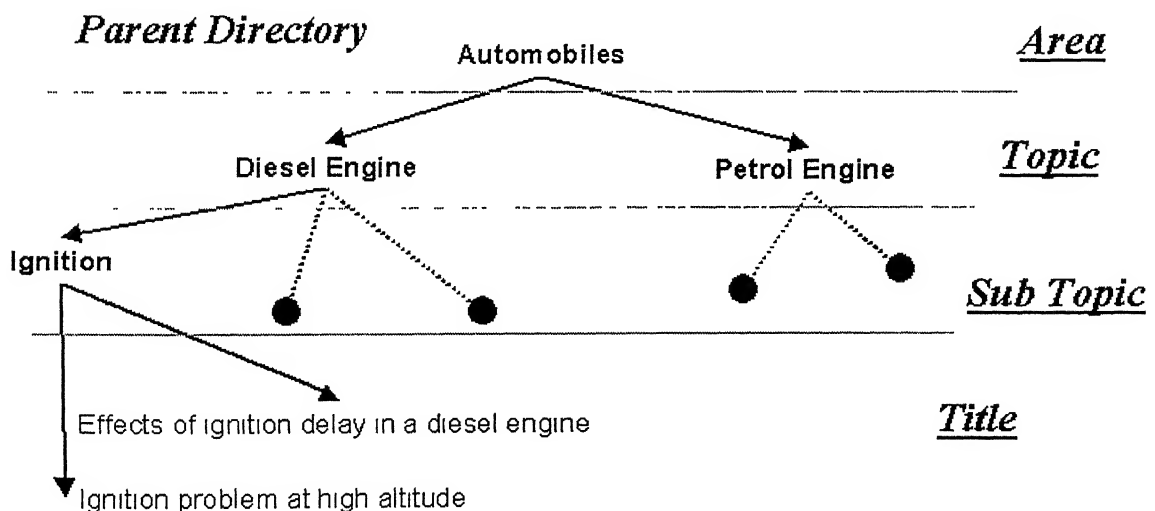 Parent Directory
Automobiles
Area
Diesel Engine
Petrol Engine
Topic
Ignition
Sub Topic
Effects of ignition delay in a diesel engine
Title
Ignition problem at high altitude